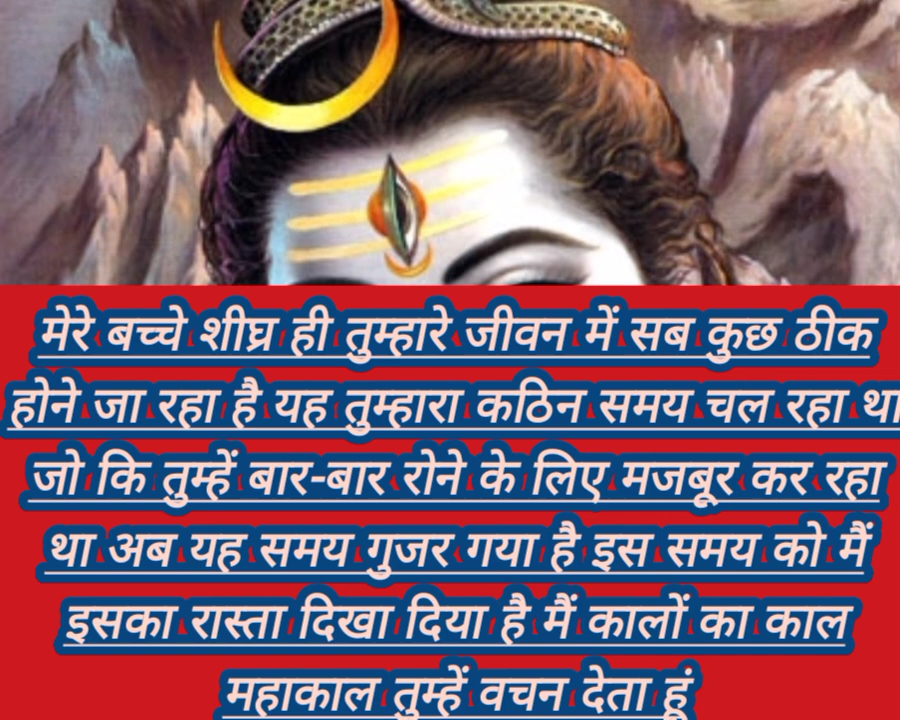 मेरे बच्चे शीघ्र ही तुम्हारे जीवन में सब कुछ ठीक
होने जा रहा है यह तुम्हारा कठिन समय चल रहा था
जो कि तुम्हें बार-बार रोने के लिए मजबूर कर रहा
था अब यह समय गुजर गया है इस समय को मैं
इसका रास्ता दिखा दिया है मैं कालों का काल
महाकाल तुम्हें वचन देता हूं